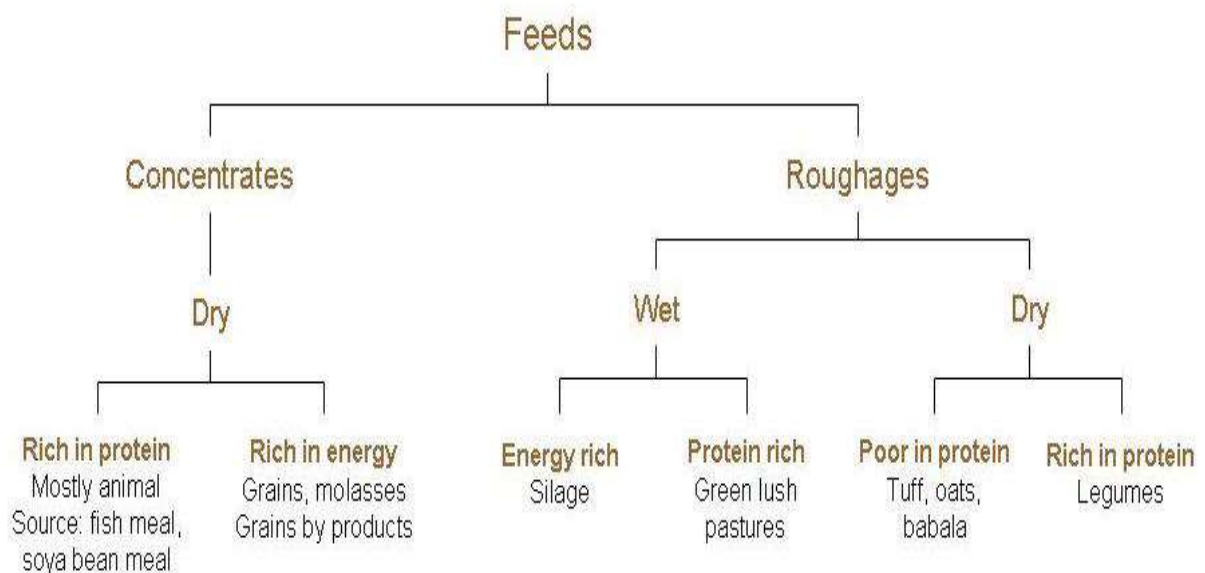 Feeds
Concentrates
Roughages
Dry
Wet
Dry
Rich in protein
Mostly animal
Source: fish meal,
soya bean meal
Rich in energy
Grains, molasses
Grains by products
Energy rich
Silage
Protein rich
Green lush
pastures
Poor in protein
Tuff, oats,
babala
Rich in protein
Legumes